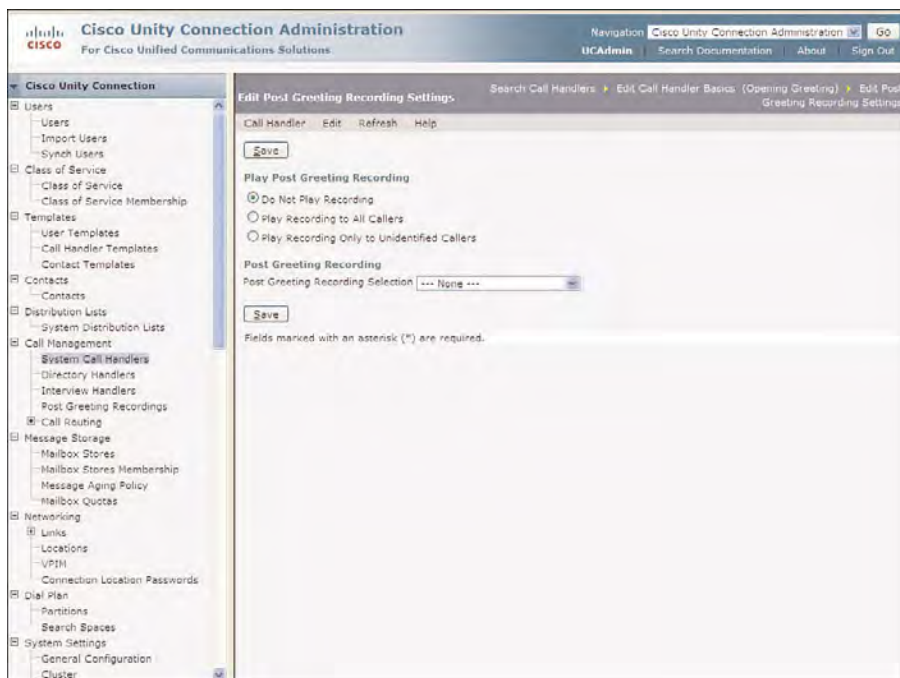 Cisco Unity Connection Administration
Navigation Cisco Unity Connection Administration Go
CISCO For Cisco Unified Communications Solutions
UCAdmin Search Documentation About Sign Out
Cisco Unity Connection
Users
Users
Import Users
Synch Users
Class of Service
Class of Service
Class of Service Membership
Templates
User Templates
Call Handler Templates
Contact Templates
Contacts
Contacts
Distribution Lists
System Distribution Lists
Call Management
System Call Handlers
Directory Handlers
Interview Handlers
Post Greeting Recordings
Call Routing
Message Storage
Mailbox Stores
Mailbox Stores Membership
Message Aging Policy
Mailbox Quotas
Networking
Links
Locations
VPIM
Connection Location Passwords
Dial Plan
Partitions
Search Spaces
System Settings
General Configuration
Cluster
Edit Post Greeting Recording Settings
Search Call Handlers Edit Call Handler Basics (Opening Greeting) Edit Post
Greeting Recording Settings
Call Handler Edit Refresh Help
Save
Play Post Greeting Recording
Do Not Play Recording
Play Recording to All Callers
Play Recording Only to Unidentified Callers
Post Greeting Recording
Post Greeting Recording Selection --- None ---
Save
Fields marked with an asterisk (*) are required.